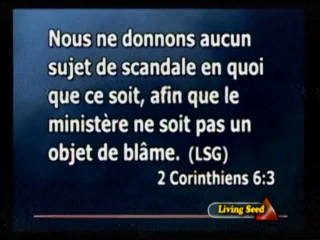 Nous ne donnons aucun
sujet de scandale en quoi
que ce soit, afin que le
ministère ne soit pas un
objet de blâme. (LSG)
2 Corinthiens 6:3
Living Seed